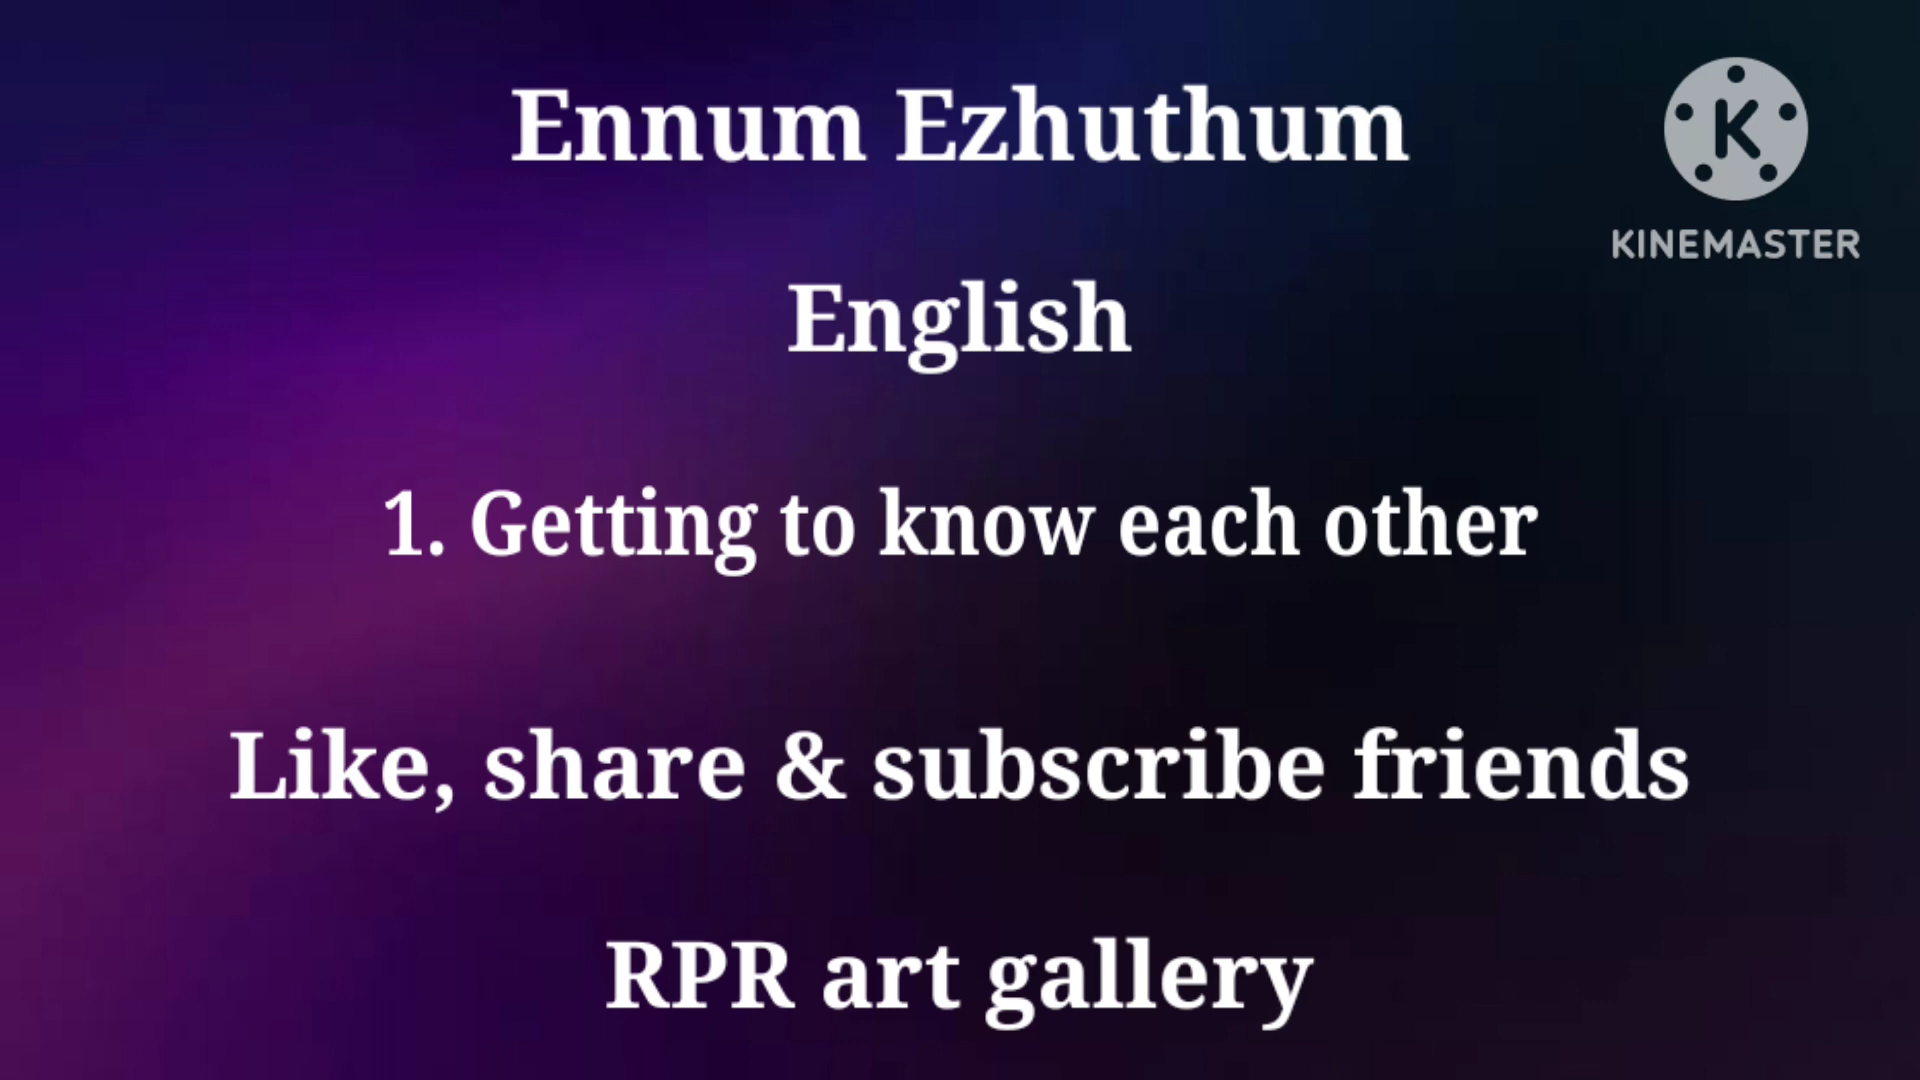 Ennum Ezhuthum
KINEMASTER
English
1. Getting to know each other
Like, share & subscribe friends
RPR art gallery